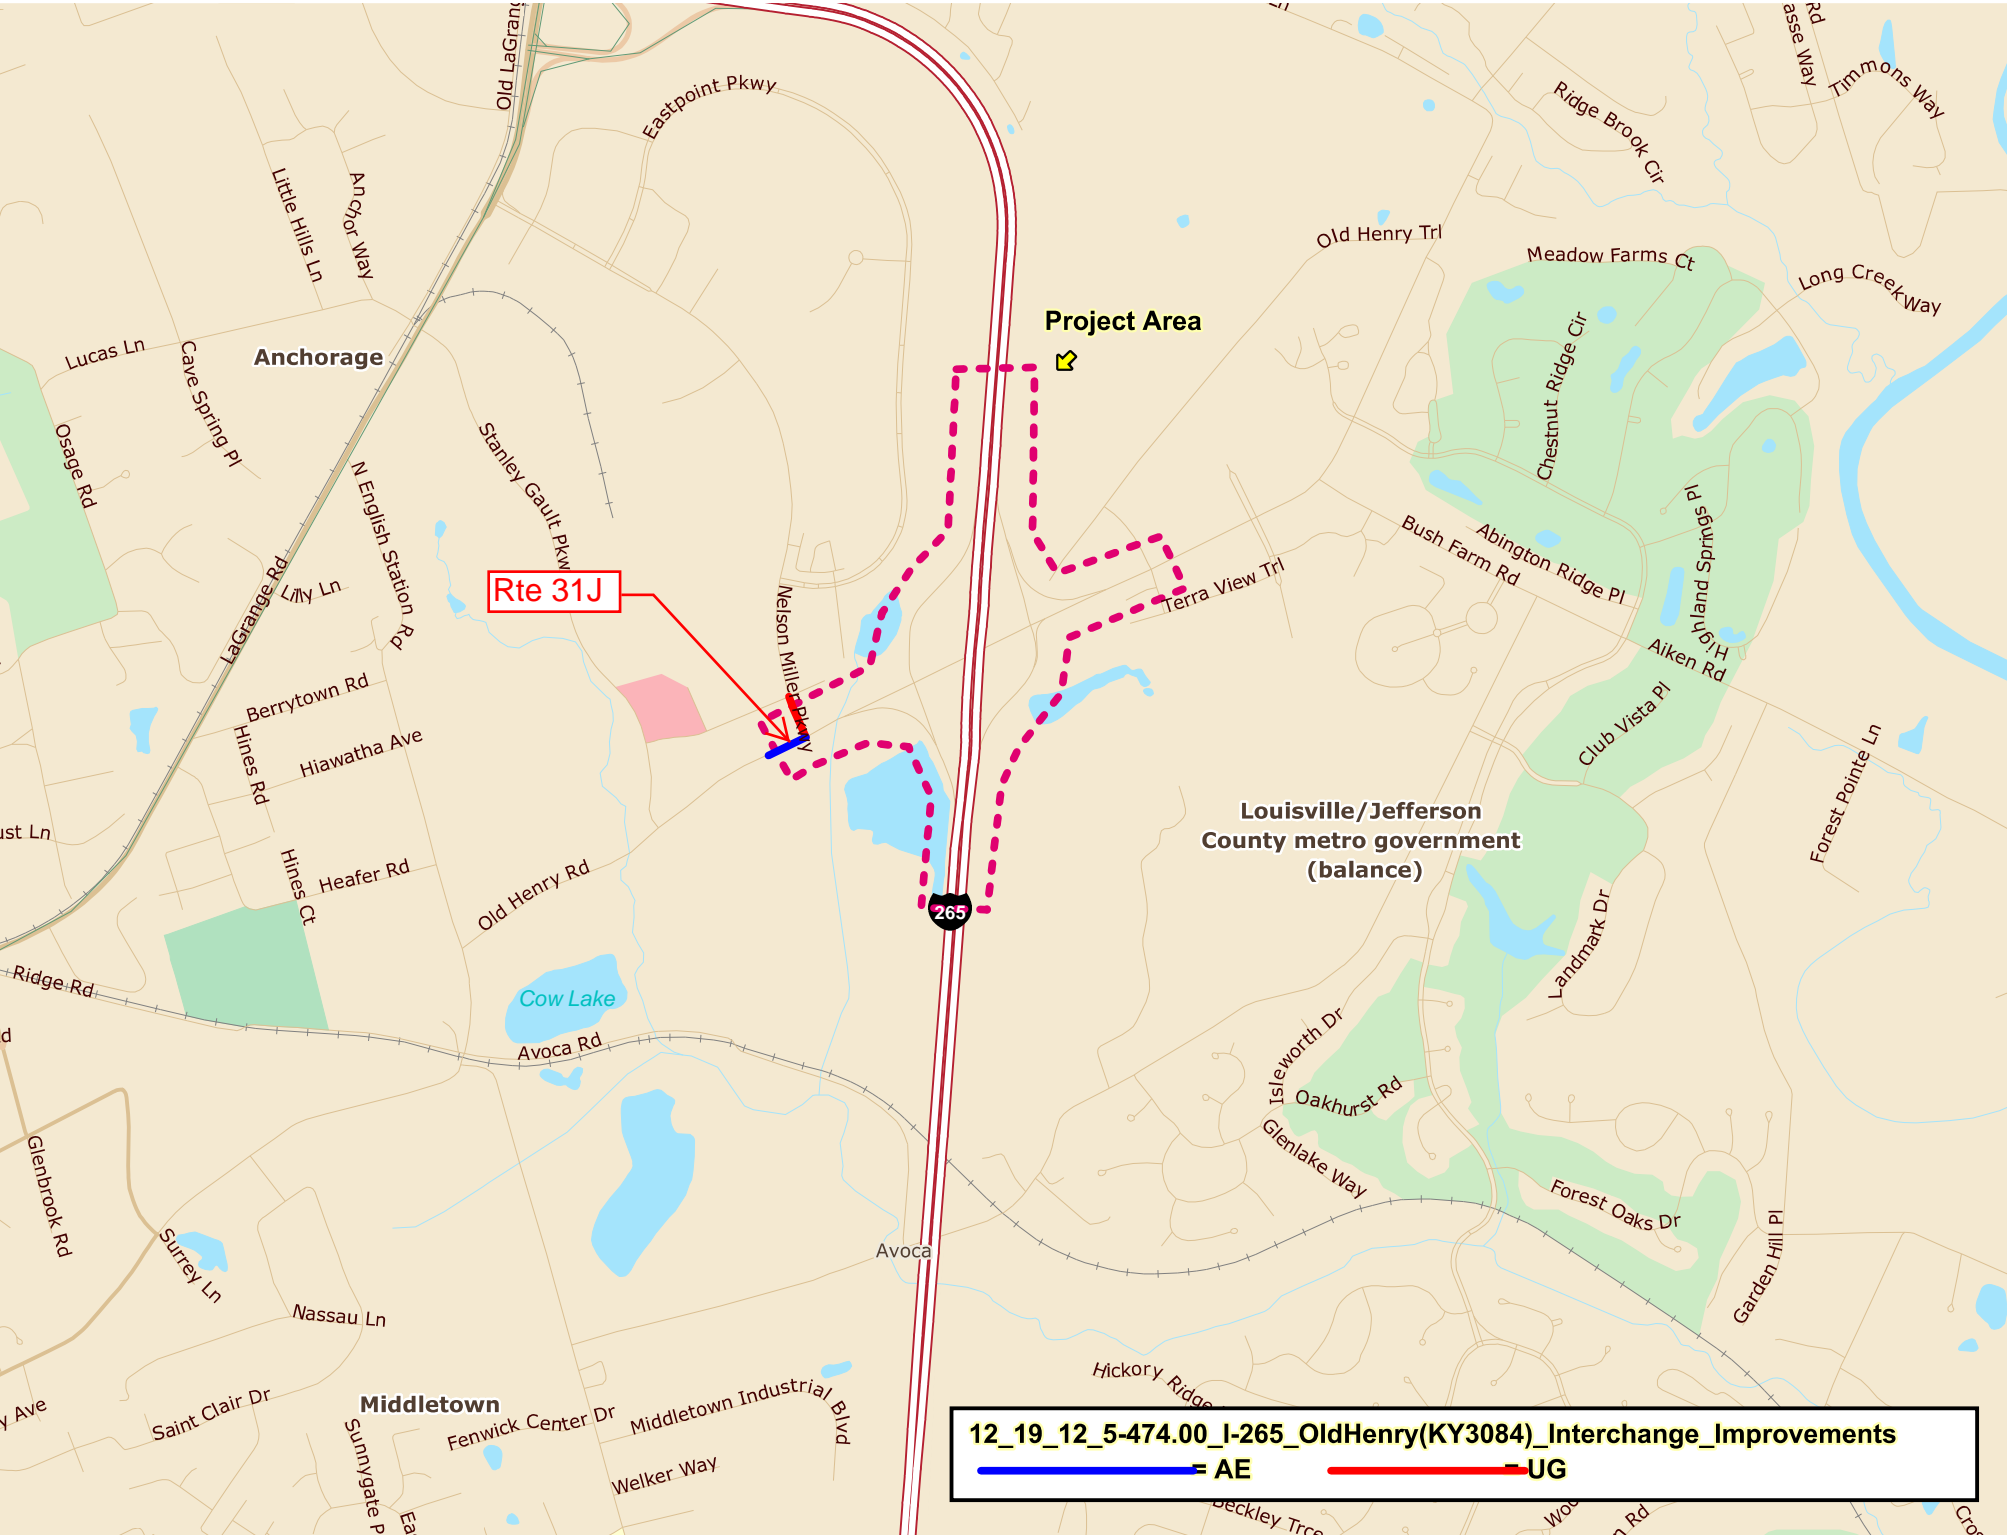 Old LaGrang
Eastpoint Pkwy
Rd
Timmons Way
Ridge Brook Cir
Little Hills Ln
Anchor Way
Old Henry Trl
Meadow Farms Ct
Long Creek Way
Project Area
Lucas Ln
Anchorage
Cave Spring Pl
Osage Rd
Chestnut Ridge Cir
Stanley Gault Pkw
N English Station Rd
Highland Springs Pl
Bush Farm Rd
Abington Ridge Pl
Rte 31J
Lilly Ln
LaGrange Rd
Nelson Miller Pkwy
Terra View Trl
Aiken Rd
Berrytown Rd
Club Vista Pl
Hines Rd
Hiawatha Ave
Forest Pointe Ln
Louisville/Jefferson
County metro government
(balance)
ust Ln
Hines Ct
Heafer Rd
Old Henry Rd
265
Landmark Dr
Ridge Rd
Cow Lake
Avoca Rd
Isleworth Dr
Oakhurst Rd
Glenlake Way
Glenbrook Rd
Forest Oaks Dr
Surrey Ln
Avoca
Garden Hill Pl
Nassau Ln
Hickory Ridge
Middletown Industrial Blvd
Saint Clair Dr
Middletown
Fenwick Center Dr
y Ave
Sunnygate P
Welker Way
12_19_12_5-474.00_I-265_OldHenry(KY3084)_Interchange_Improvements
= AE
= UG
Beckley Trce